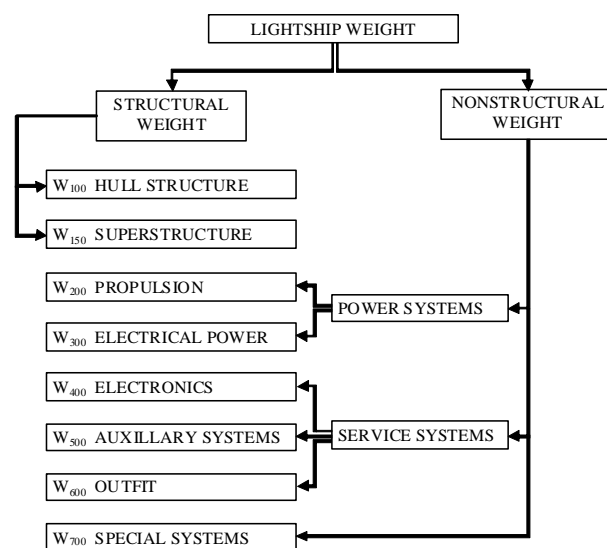 LIGHTSHIP WEIGHT
STRUCTURAL
WEIGHT
NONSTRUCTURAL
WEIGHT
W100 HULL STRUCTURE
W150 SUPERSTRUCTURE
W200 PROPULSION
POWER SYSTEMS
W300 ELECTRICAL POWER
W400 ELECTRONICS
W500 AUXILLARY SYSTEMS
SERVICE SYSTEMS
W600 OUTFIT
W700 SPECIAL SYSTEMS